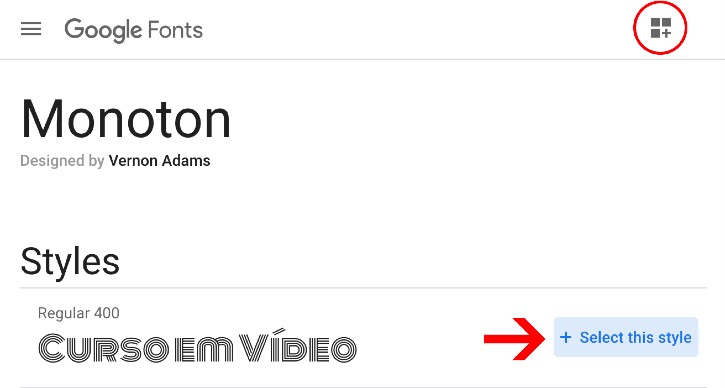 Google Fonts
Monoton
Designed by Vernon Adams
Styles
Regular 400
Curso em Vídeo
+ Select this style